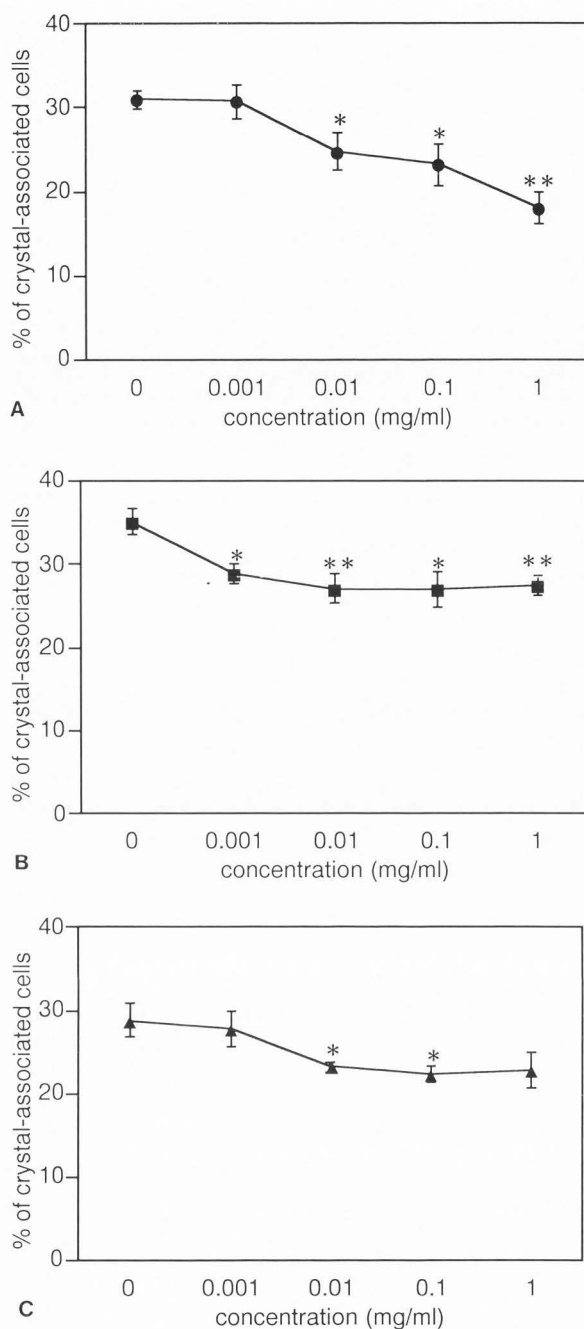 40
30
20
10
0
% of crystal-associated cells
*
*
**
0 0.001 0.01 0.1 1
concentration (mg/ml)
A
40
30
20
10
0
% of crystal-associated cells
*
**
*
**
0 0.001 0.01 0.1 1
concentration (mg/ml)
B
40
30
20
10
0
% of crystal-associated cells
*
*
0 0.001 0.01 0.1 1
concentration (mg/ml)
C